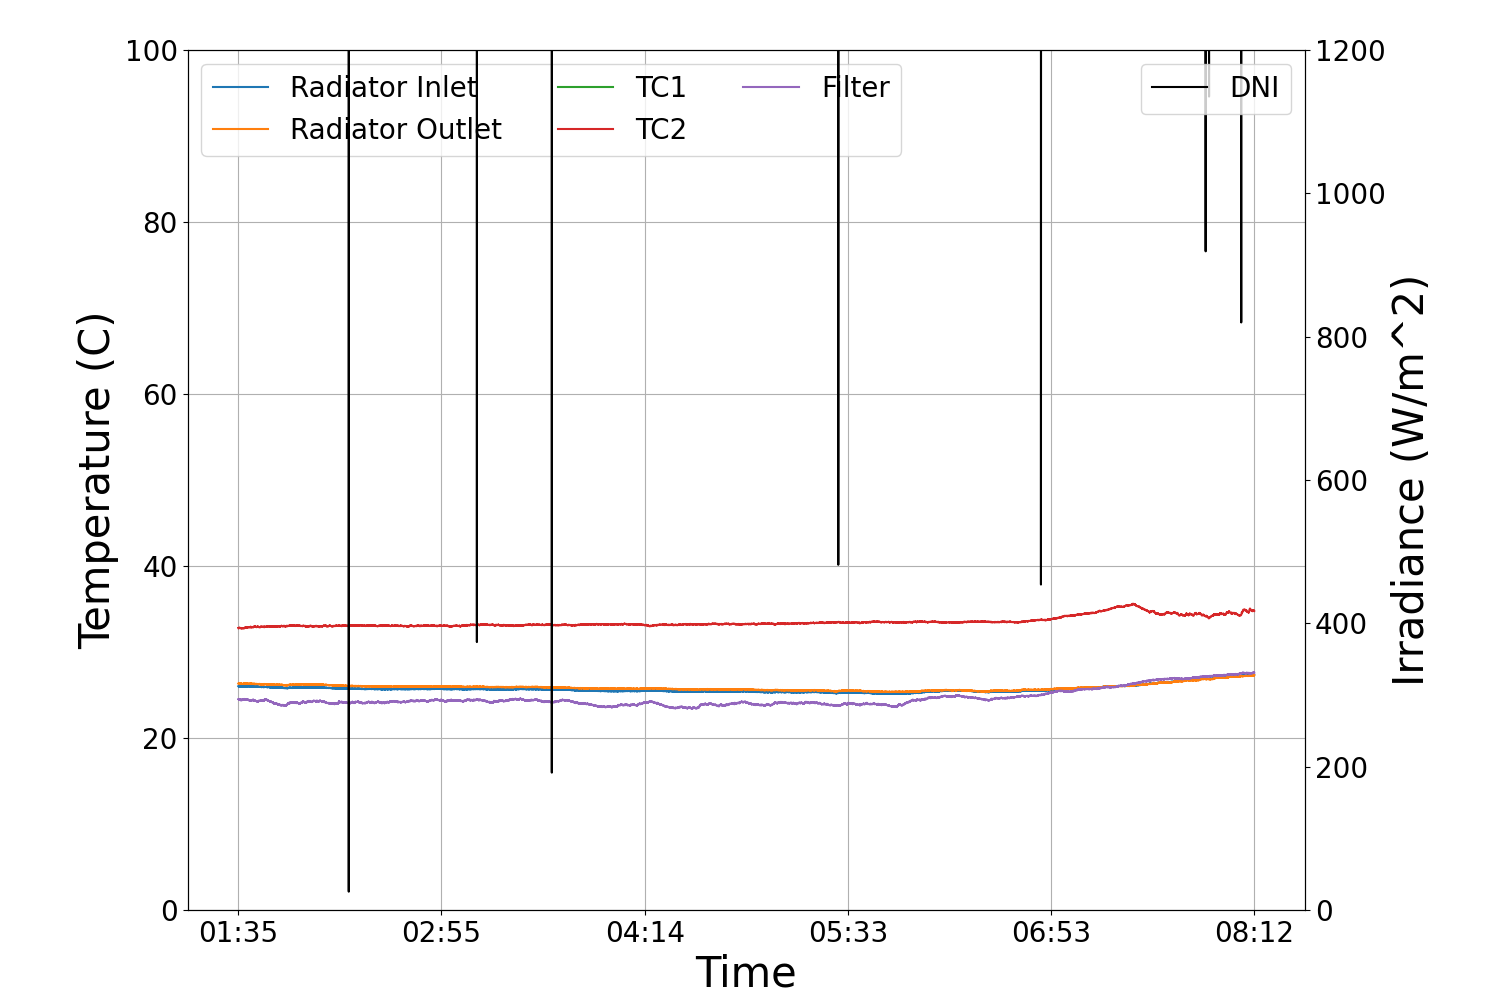 100
80
60
40
20
0
Temperature (C)
Radiator Inlet
Radiator Outlet
TC1
TC2
Filter
DNI
1200
1000
800
600
400
200
0
Irradiance (W/m^2)
01:35 02:55 04:14 05:33 06:53 08:12
Time